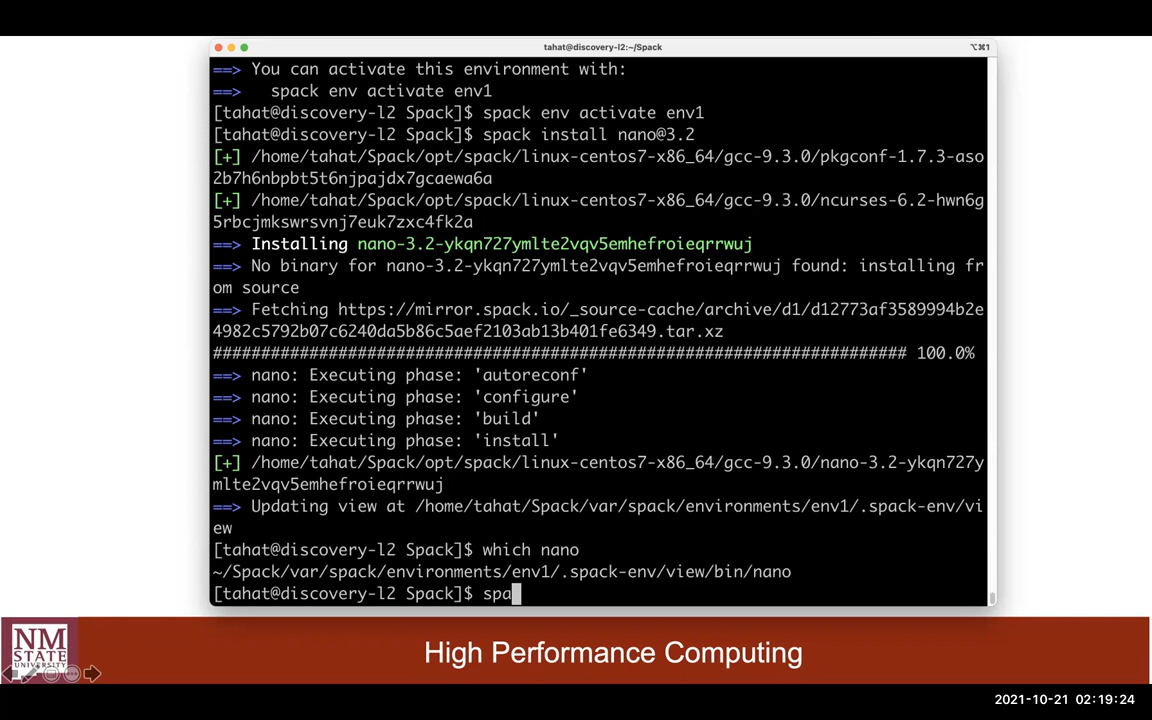 tahat@discovery-l2:~/Spack
⌥⌘1
==> You can activate this environment with:
==>   spack env activate env1
[tahat@discovery-l2 Spack]$ spack env activate env1
[tahat@discovery-l2 Spack]$ spack install nano@3.2
[+] /home/tahat/Spack/opt/spack/linux-centos7-x86_64/gcc-9.3.0/pkgconf-1.7.3-aso
2b7h6nbpbt5t6njpajdx7gcaewa6a
[+] /home/tahat/Spack/opt/spack/linux-centos7-x86_64/gcc-9.3.0/ncurses-6.2-hwn6g
5rbcjmkswrsvnj7euk7zxc4fk2a
==> Installing nano-3.2-ykqn727ymlte2vqv5emhefroieqrrwuj
==> No binary for nano-3.2-ykqn727ymlte2vqv5emhefroieqrrwuj found: installing fr
om source
==> Fetching https://mirror.spack.io/_source-cache/archive/d1/d12773af3589994b2e
4982c5792b07c6240da5b86c5aef2103ab13b401fe6349.tar.xz
######################################################################## 100.0%
==> nano: Executing phase: 'autoreconf'
==> nano: Executing phase: 'configure'
==> nano: Executing phase: 'build'
==> nano: Executing phase: 'install'
[+] /home/tahat/Spack/opt/spack/linux-centos7-x86_64/gcc-9.3.0/nano-3.2-ykqn727y
mlte2vqv5emhefroieqrrwuj
==> Updating view at /home/tahat/Spack/var/spack/environments/env1/.spack-env/vi
ew
[tahat@discovery-l2 Spack]$ which nano
~/Spack/var/spack/environments/env1/.spack-env/view/bin/nano
[tahat@discovery-l2 Spack]$ spa
NM
STATE
UNIVERSITY
High Performance Computing
2021-10-21 02:19:24